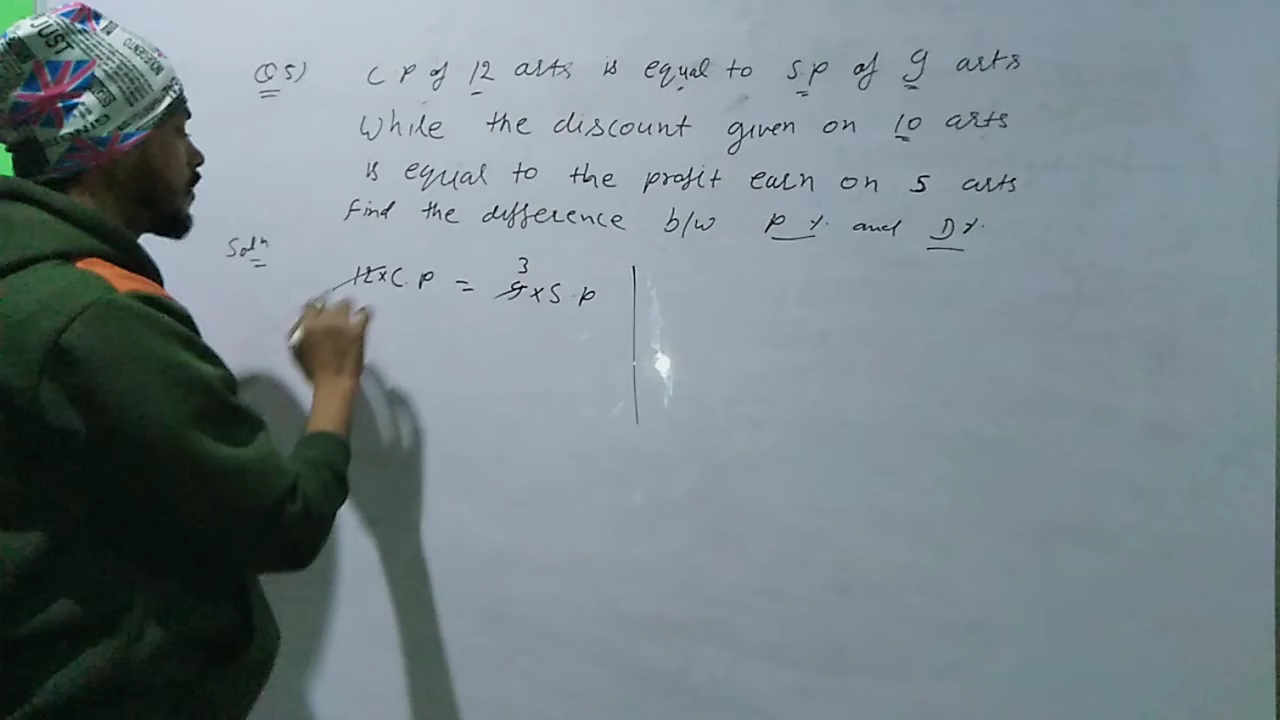 JUST
Q5) C P of 12 arts is equal to S.P of 9 arts
While the discount given on 10 arts
is equal to the profit earn on 5 arts
Find the difference b/w P % and D%.
Solⁿ
3
12×C.P = 9×S.P